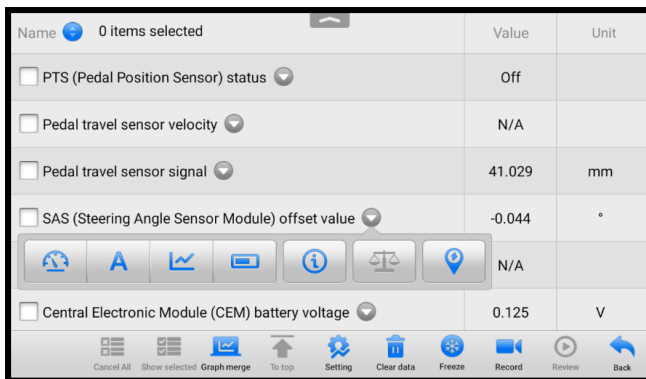 Name 0 items selected Value Unit
PTS (Pedal Position Sensor) status Off
Pedal travel sensor velocity N/A
Pedal travel sensor signal 41.029 mm
SAS (Steering Angle Sensor Module) offset value -0.044 °
A N/A
Central Electronic Module (CEM) battery voltage 0.125 V
Cancel All Show selected Graph merge To top Setting Clear data Freeze Record Review Back